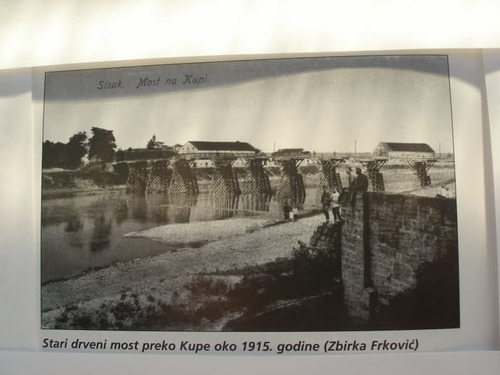 Sisak. Most na Kupi.
Stari drveni most preko Kupe oko 1915. godine (Zbirka Frković)